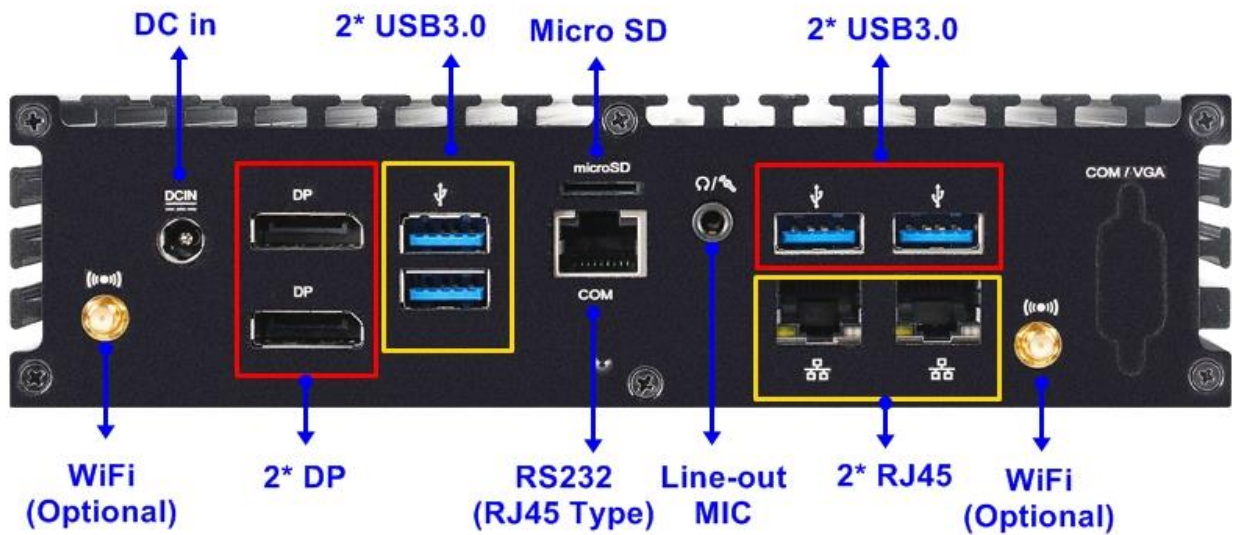 DC in
2* USB3.0
Micro SD
2* USB3.0
microSD
COM / VGA
DCIN
DP
DP
COM
WiFi
(Optional)
2* DP
RS232
(RJ45 Type)
Line-out
MIC
2* RJ45
WiFi
(Optional)